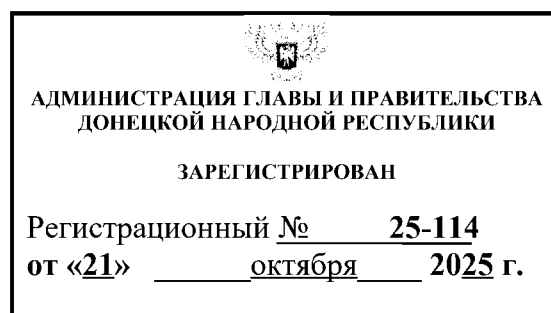 АДМИНИСТРАЦИЯ ГЛАВЫ И ПРАВИТЕЛЬСТВА
ДОНЕЦКОЙ НАРОДНОЙ РЕСПУБЛИКИ
ЗАРЕГИСТРИРОВАН
Регистрационный № 25-114
от «21» октября 2025 г.